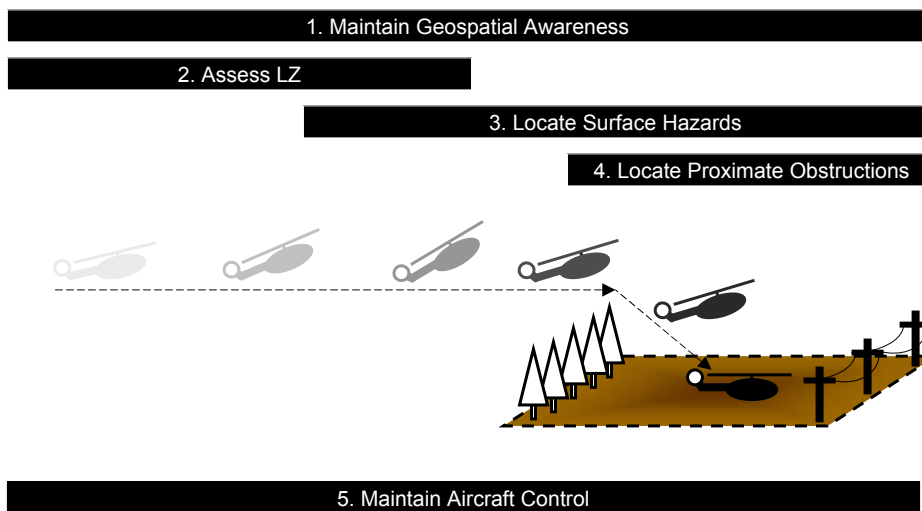 1. Maintain Geospatial Awareness
2. Assess LZ
3. Locate Surface Hazards
4. Locate Proximate Obstructions
5. Maintain Aircraft Control